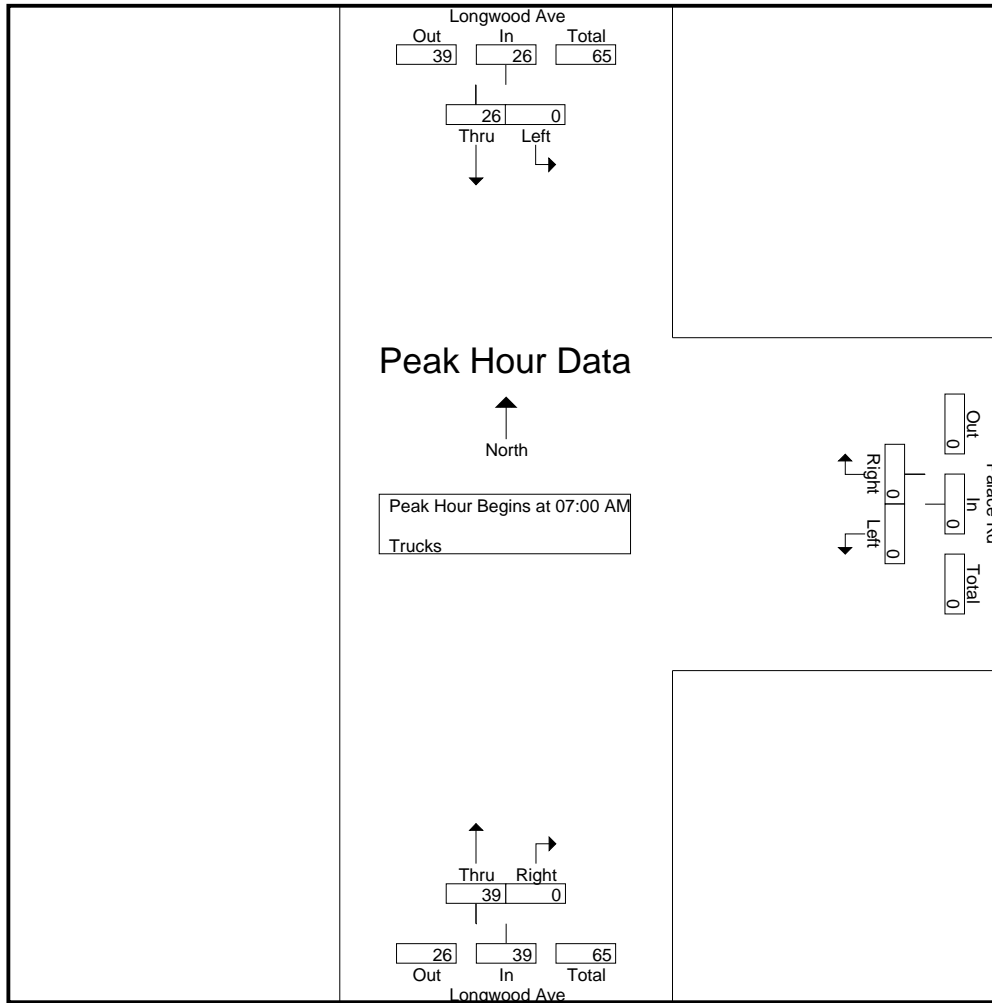 Longwood Ave
Out In Total
39 26 65
26 0
Thru Left
Peak Hour Data
North
Peak Hour Begins at 07:00 AM
Trucks
Right Left
0 0
Out In Total
0 0 0
Palace Rd
Thru Right
39 0
26 39 65
Out In Total
Longwood Ave